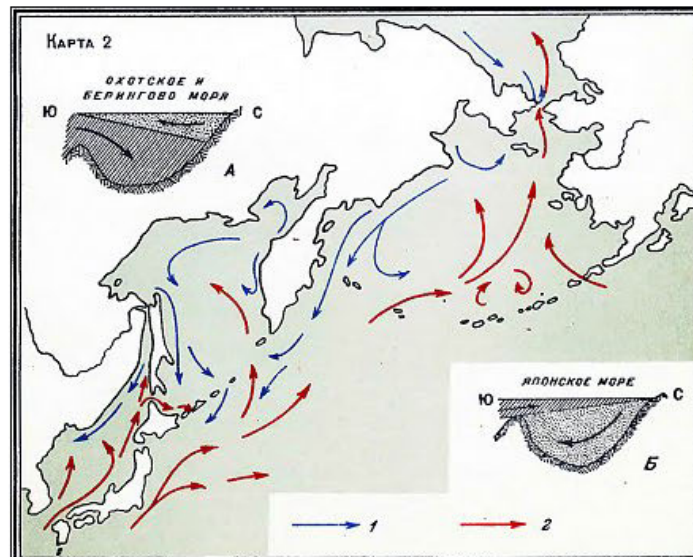 Карта 2
ОХОТСКОЕ И
БЕРИНГОВО МОРЯ
Ю С
А
ЯПОНСКОЕ МОРЕ
Ю С
Б
1 2